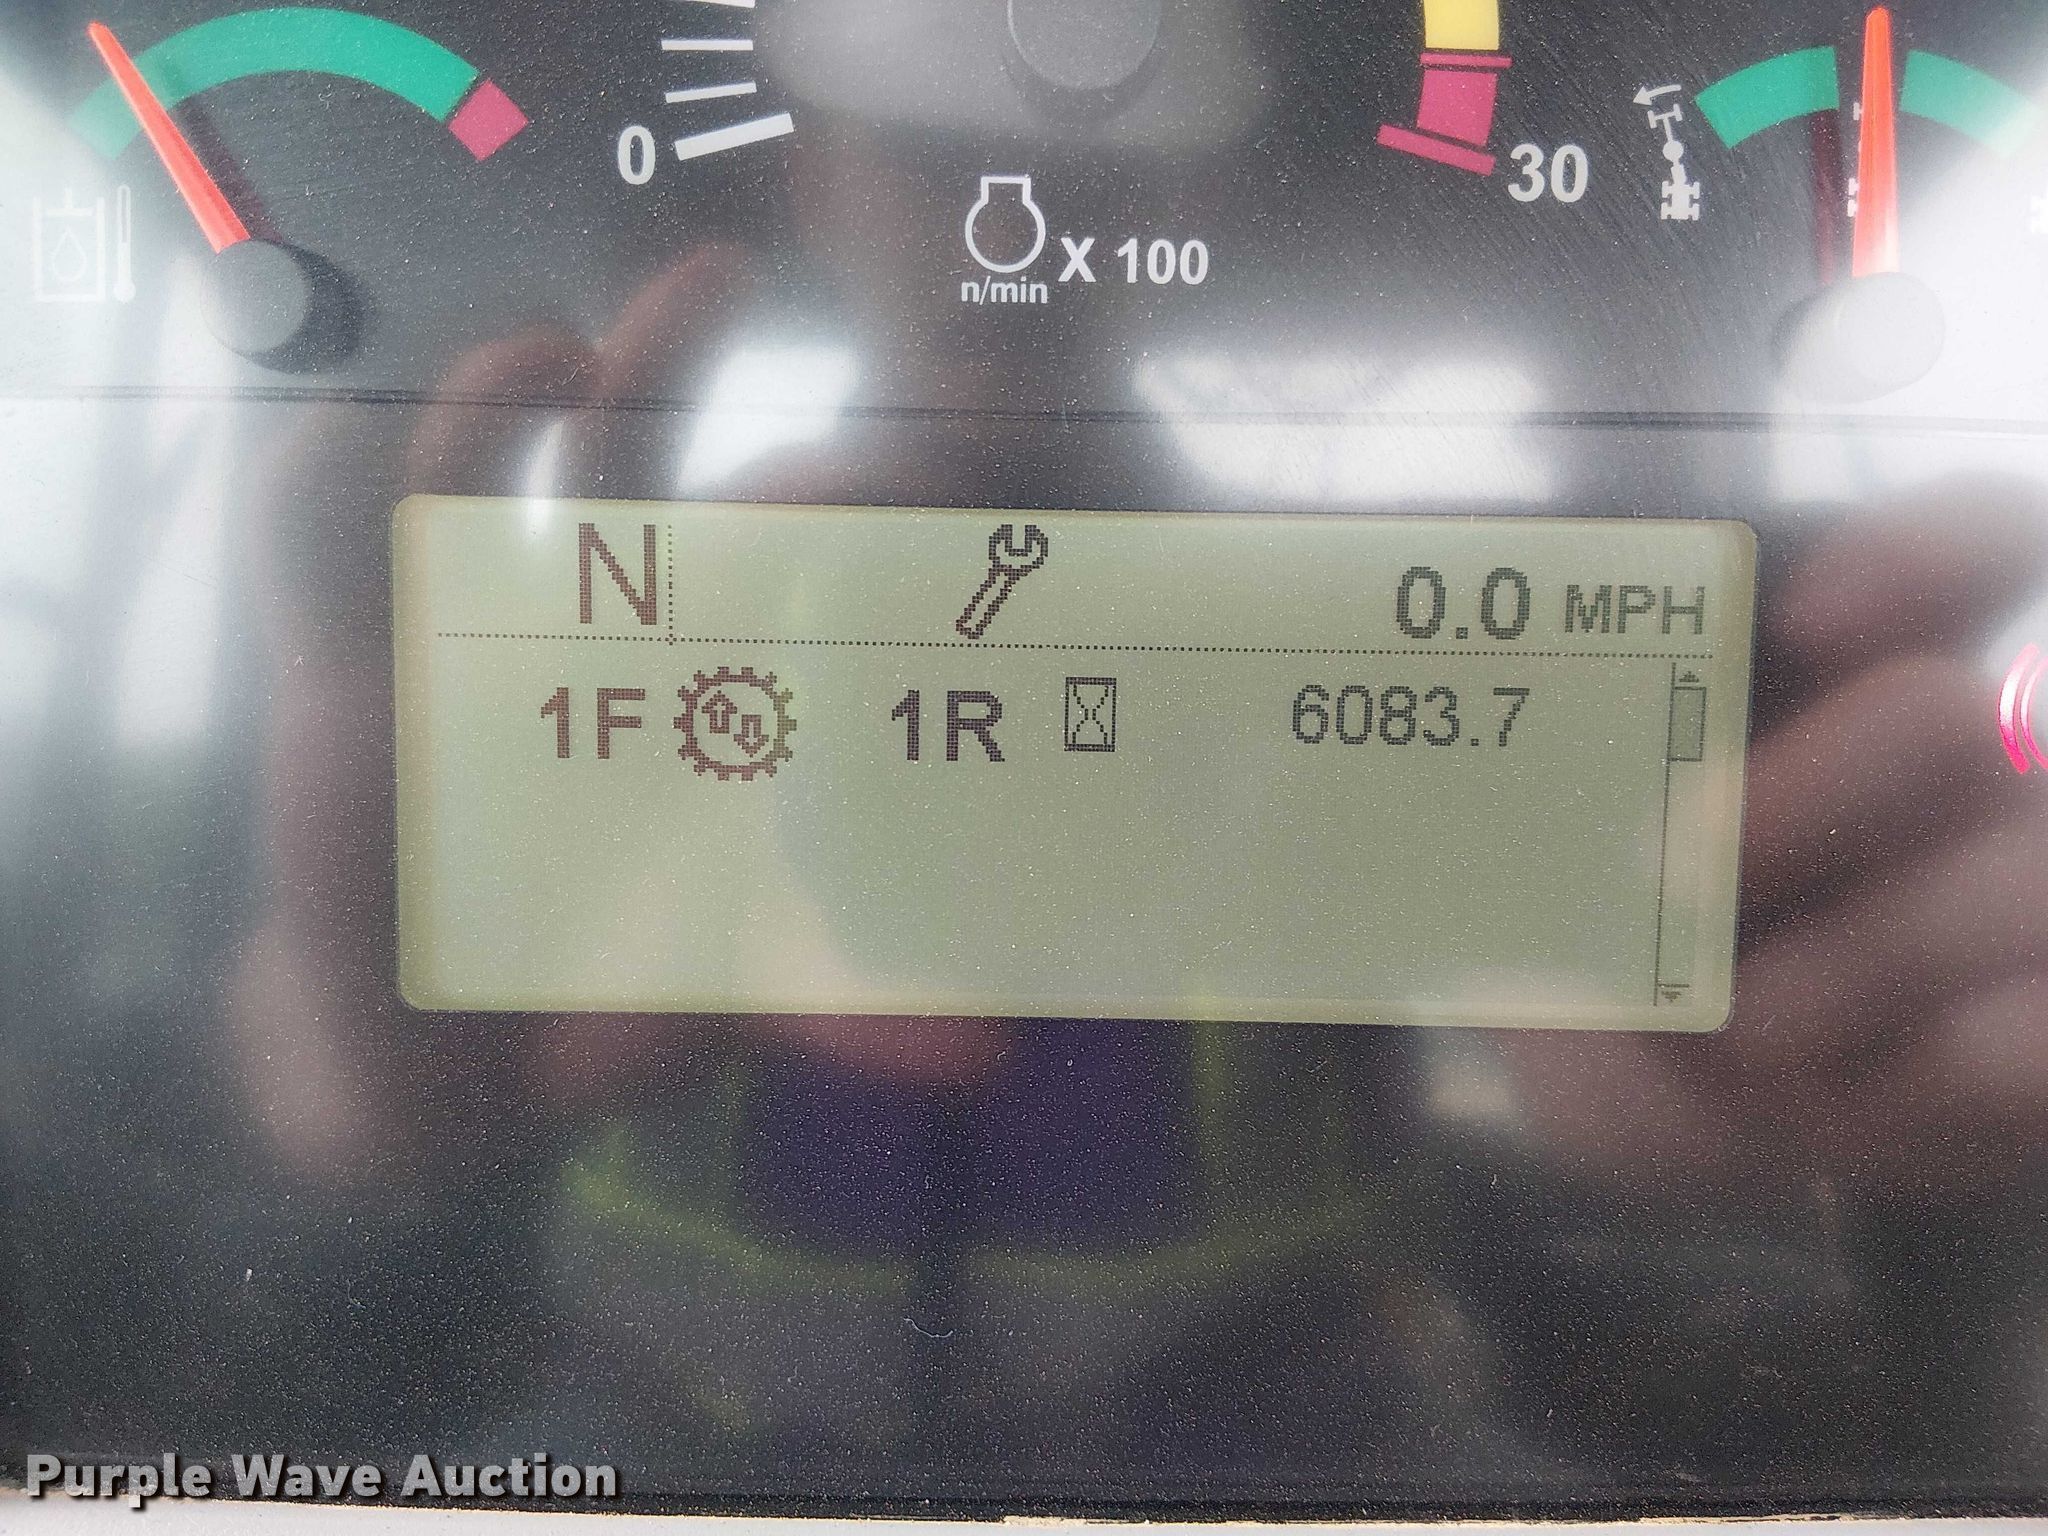 0
30
n/min X 100
N 0.0 MPH
1F 1R 6083.7
Purple Wave Auction